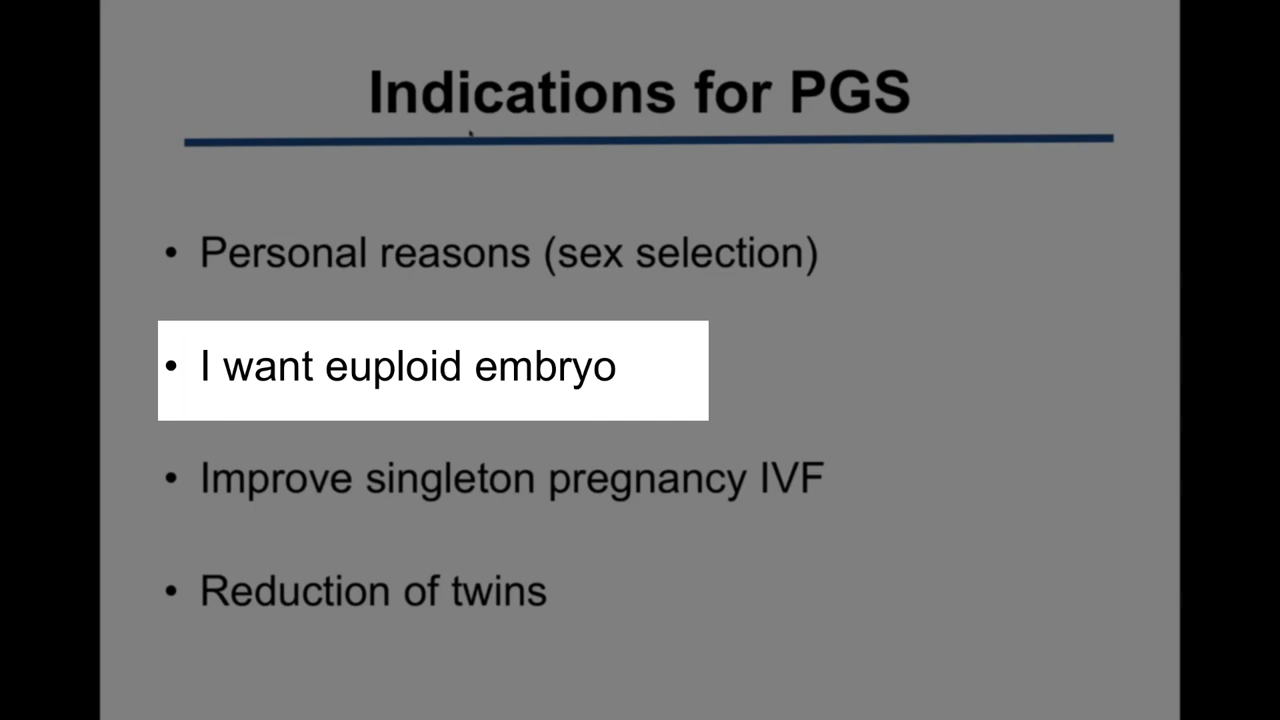 Indications for PGS
• Personal reasons (sex selection)
• I want euploid embryo
• Improve singleton pregnancy IVF
• Reduction of twins